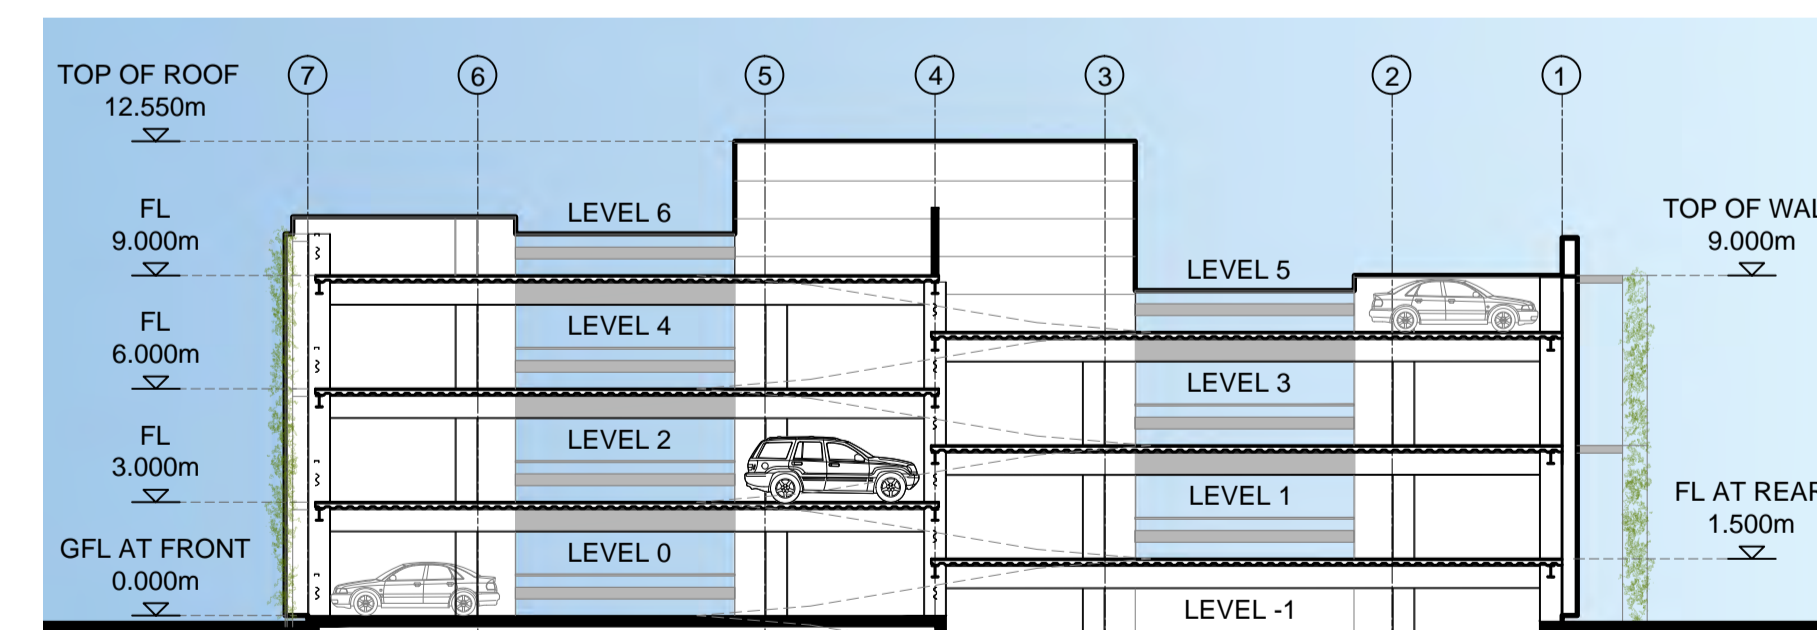 TOP OF ROOF
12.550m
7
6
5
4
3
2
1
FL
9.000m
LEVEL 6
TOP OF WAL
9.000m
LEVEL 5
FL
6.000m
LEVEL 4
LEVEL 3
FL
3.000m
LEVEL 2
LEVEL 1
FL AT REAR
1.500m
GFL AT FRONT
0.000m
LEVEL 0
LEVEL -1